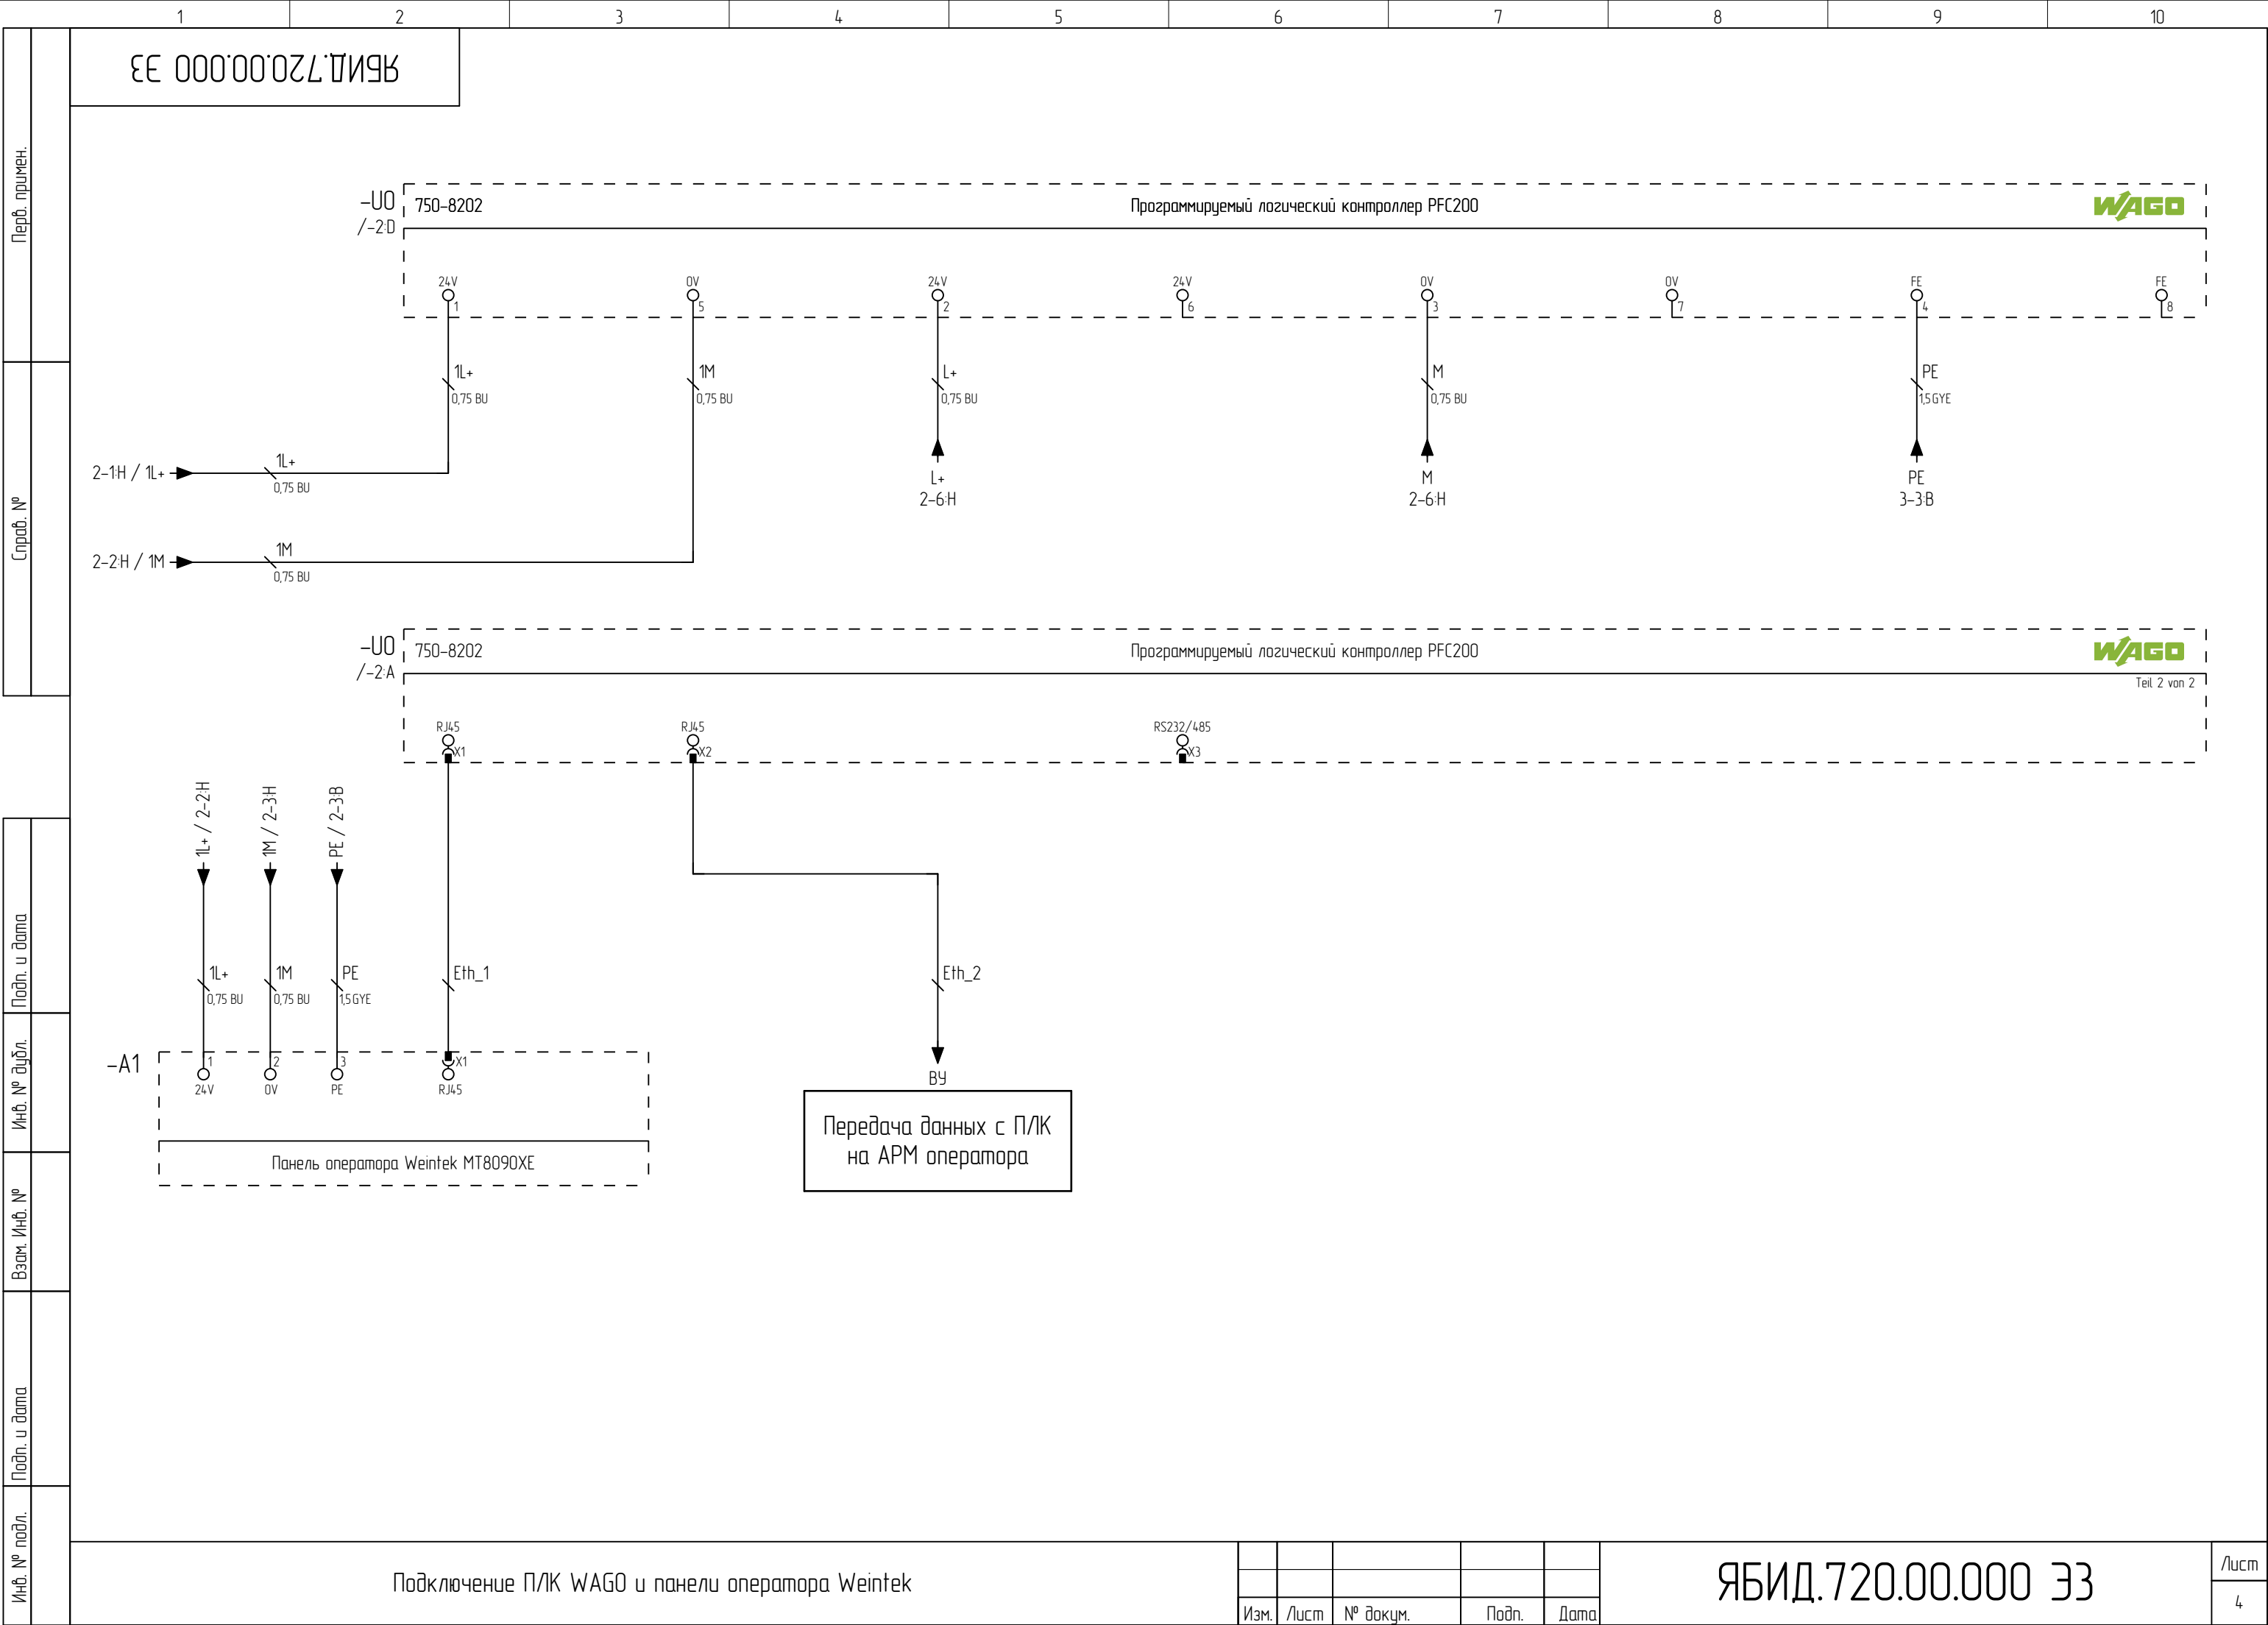 1 2 3 4 5 6 7 8 9 10
ЯБИД.720.00.000 ЭЗ
Перв. примен.
Справ. №
Подп. и дата
Инв. № дубл.
Взам. Инв. №
Подп. и дата
Инв. № подл.
-U0
/-2:D
750-8202
Программируемый логический контроллер PFC200
WAGO
24V 0V 24V 24V 0V 0V FE FE
1 5 2 6 3 7 4 8
1L+ 1M L+ M PE
0,75 BU 0,75 BU 0,75 BU 0,75 BU 1,5 GYE
2-1:H / 1L+
1L+
0,75 BU
L+ M PE
2-6:H 2-6:H 3-3:B
2-2:H / 1M
1M
0,75 BU
-U0
/-2:A
750-8202
Программируемый логический контроллер PFC200
WAGO
Teil 2 von 2
RJ45 RJ45 RS232/485
X1 X2 X3
1L+ / 2-2:H
1M / 2-3:H
PE / 2-3:B
1L+ 1M PE Eth_1 Eth_2
0,75 BU 0,75 BU 1,5 GYE
-A1
1 2 3 X1
24V 0V PE RJ45
Панель оператора Weintek MT8090XE
ВУ
Передача данных с ПЛК
на АРМ оператора
Подключение ПЛК WAGO и панели оператора Weintek
Изм. Лист № докум. Подп. Дата
ЯБИД.720.00.000 ЭЗ
Лист
4